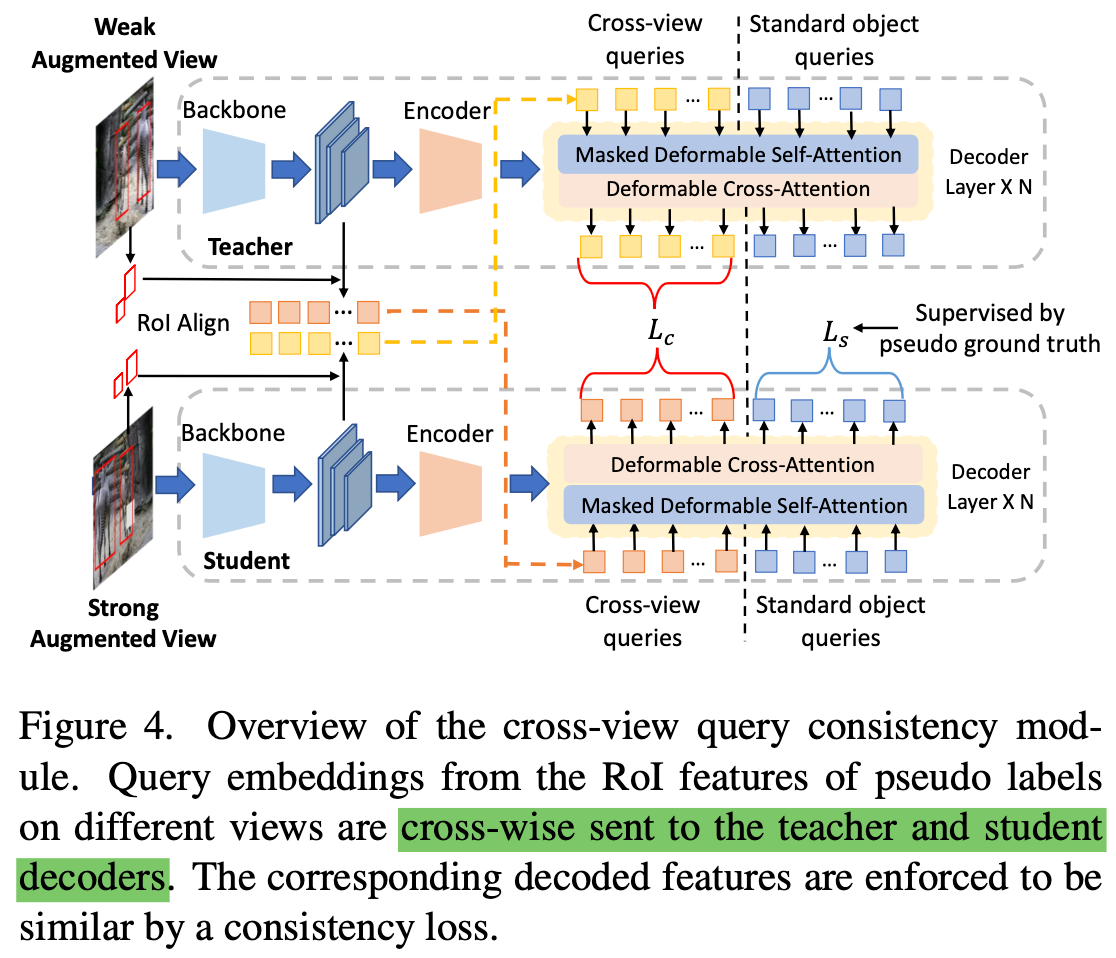 Weak
Augmented View
Cross-view
queries
Standard object
queries
Backbone
Encoder
Masked Deformable Self-Attention
Deformable Cross-Attention
Decoder
Layer X N
Teacher
RoI Align
L_c
L_s
Supervised by
pseudo ground truth
Backbone
Encoder
Deformable Cross-Attention
Masked Deformable Self-Attention
Decoder
Layer X N
Student
Strong
Augmented View
Cross-view
queries
Standard object
queries
Figure 4. Overview of the cross-view query consistency mod-
ule. Query embeddings from the RoI features of pseudo labels
on different views are cross-wise sent to the teacher and student
decoders. The corresponding decoded features are enforced to be
similar by a consistency loss.